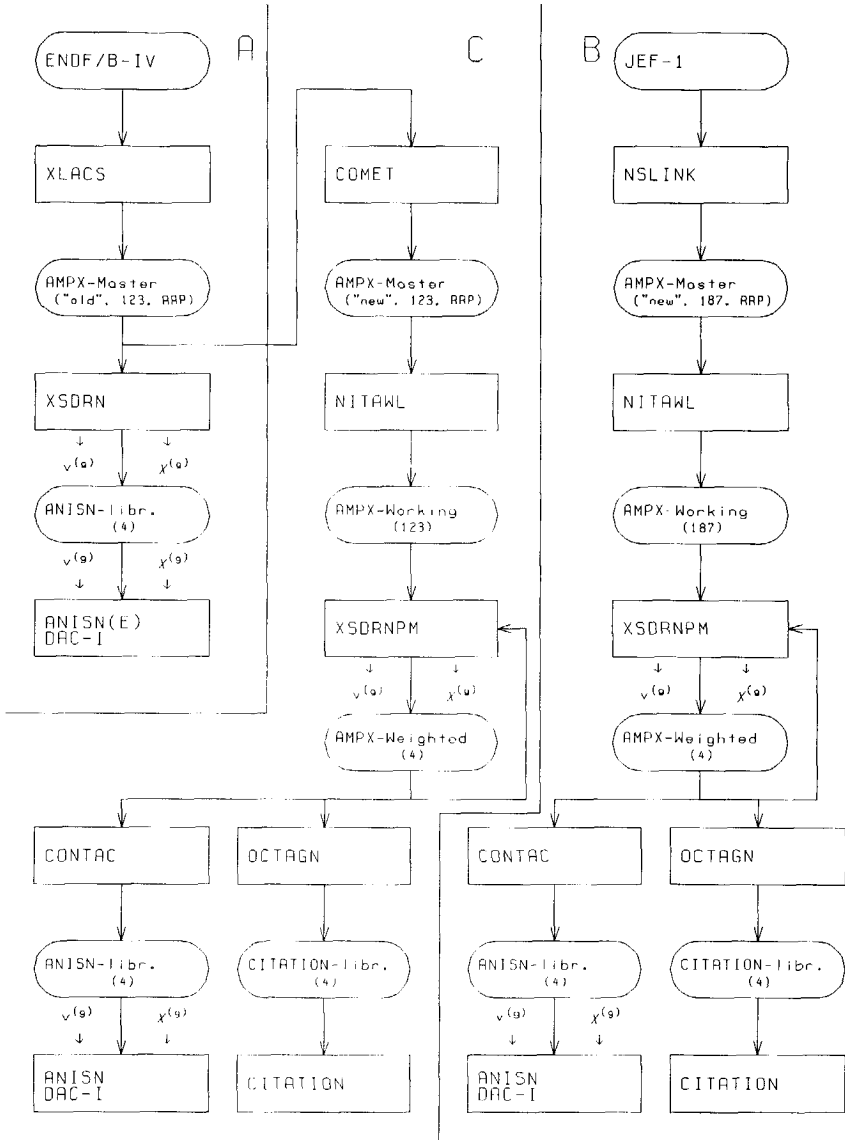 A
ENDF/B-IV
XLACS
AMPX-Master
("old", 123, RRP)
XSDRN
↓ ↓
v(g) χ(g)
ANISN-libr.
(4)
v(g) χ(g)
↓ ↓
ANISN(E)
DAC-I
C
COMET
AMPX-Master
("new", 123, RRP)
NITAWL
AMPX-Working
(123)
XSDRNPM
↓ ↓
v(g) χ(g)
AMPX-Weighted
(4)
CONTAC
ANISN-libr.
(4)
v(g) χ(g)
↓ ↓
ANISN
DAC-I
OCTAGN
CITATION-libr.
(4)
CITATION
B
JEF-1
NSLINK
AMPX-Master
("new", 187, RRP)
NITAWL
AMPX-Working
(187)
XSDRNPM
↓ ↓
v(g) χ(g)
AMPX-Weighted
(4)
CONTAC
ANISN-libr.
(4)
v(g) χ(g)
↓ ↓
ANISN
DAC-I
OCTAGN
CITATION-libr.
(4)
CITATION